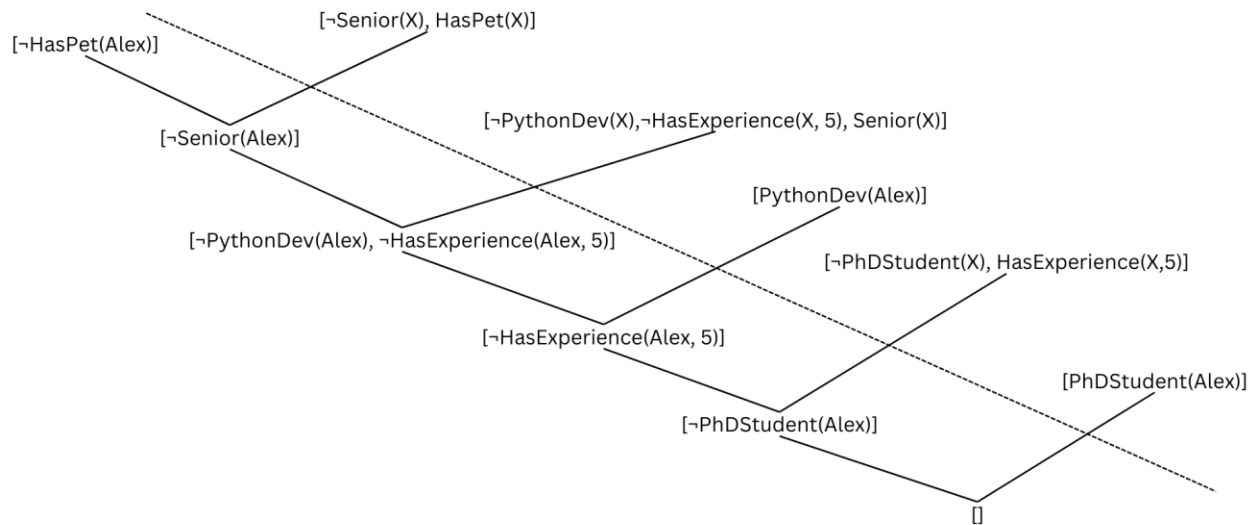 [¬Senior(X), HasPet(X)]
[¬HasPet(Alex)]
[¬PythonDev(X),¬HasExperience(X, 5), Senior(X)]
[¬Senior(Alex)]
[PythonDev(Alex)]
[¬PythonDev(Alex), ¬HasExperience(Alex, 5)]
[¬PhDStudent(X), HasExperience(X,5)]
[¬HasExperience(Alex, 5)]
[PhDStudent(Alex)]
[¬PhDStudent(Alex)]
[]